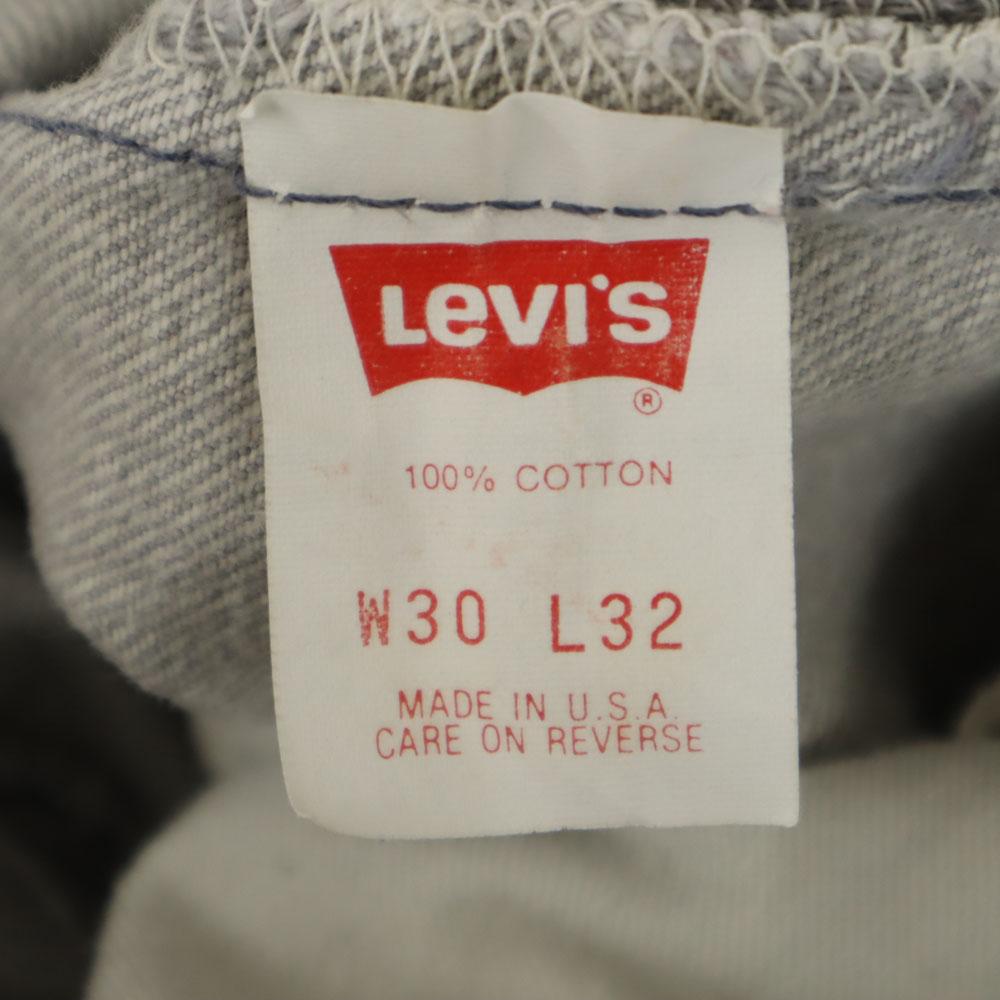 Levi's
®
100% COTTON
W30 L32
MADE IN U.S.A.
CARE ON REVERSE